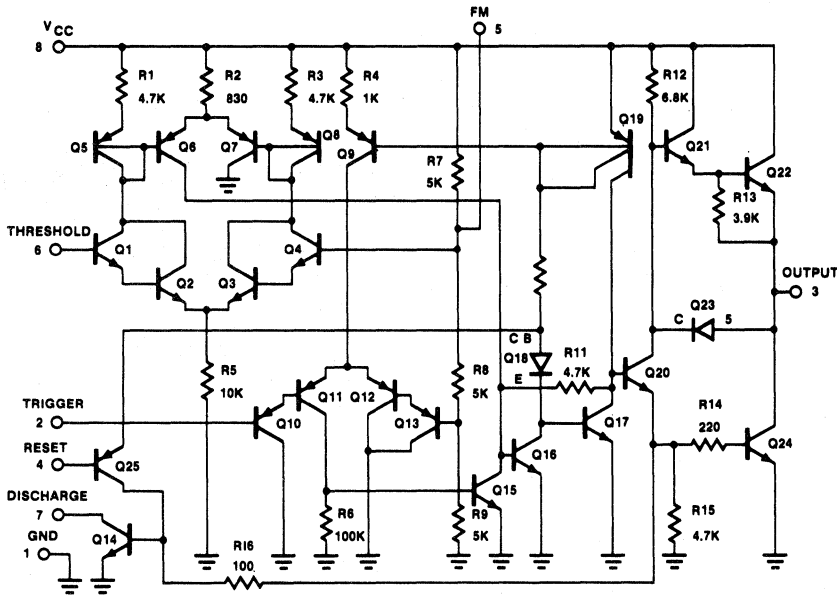 FM
5
V CC
8
R1
4.7K
R2
830
R3
4.7K
R4
1K
R12
6.8K
Q19
Q5
Q6
Q7
Q8
Q9
Q21
R7
5K
Q22
R13
3.9K
THRESHOLD
6
Q1
Q4
Q2
Q3
OUTPUT
3
Q23
C
5
C B
Q18
E
R11
4.7K
R5
10K
R8
5K
Q20
Q11
Q12
TRIGGER
2
Q10
Q13
R14
220
Q17
Q24
RESET
4
Q25
Q16
Q15
DISCHARGE
7
R6
100K
R9
5K
R15
4.7K
Q14
GND
1
R16
100